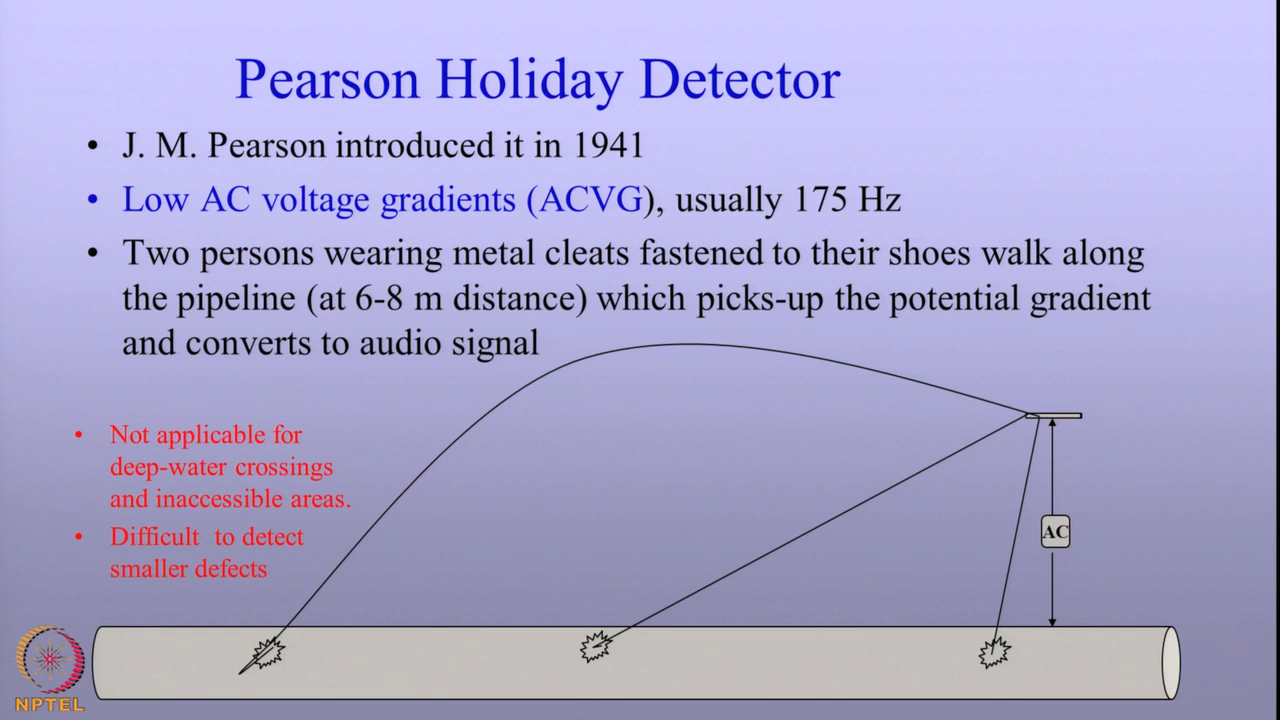 Pearson Holiday Detector
• J. M. Pearson introduced it in 1941
• Low AC voltage gradients (ACVG), usually 175 Hz
• Two persons wearing metal cleats fastened to their shoes walk along
the pipeline (at 6-8 m distance) which picks-up the potential gradient
and converts to audio signal
• Not applicable for
deep-water crossings
and inaccessible areas.
• Difficult to detect
smaller defects
AC
NPTEL